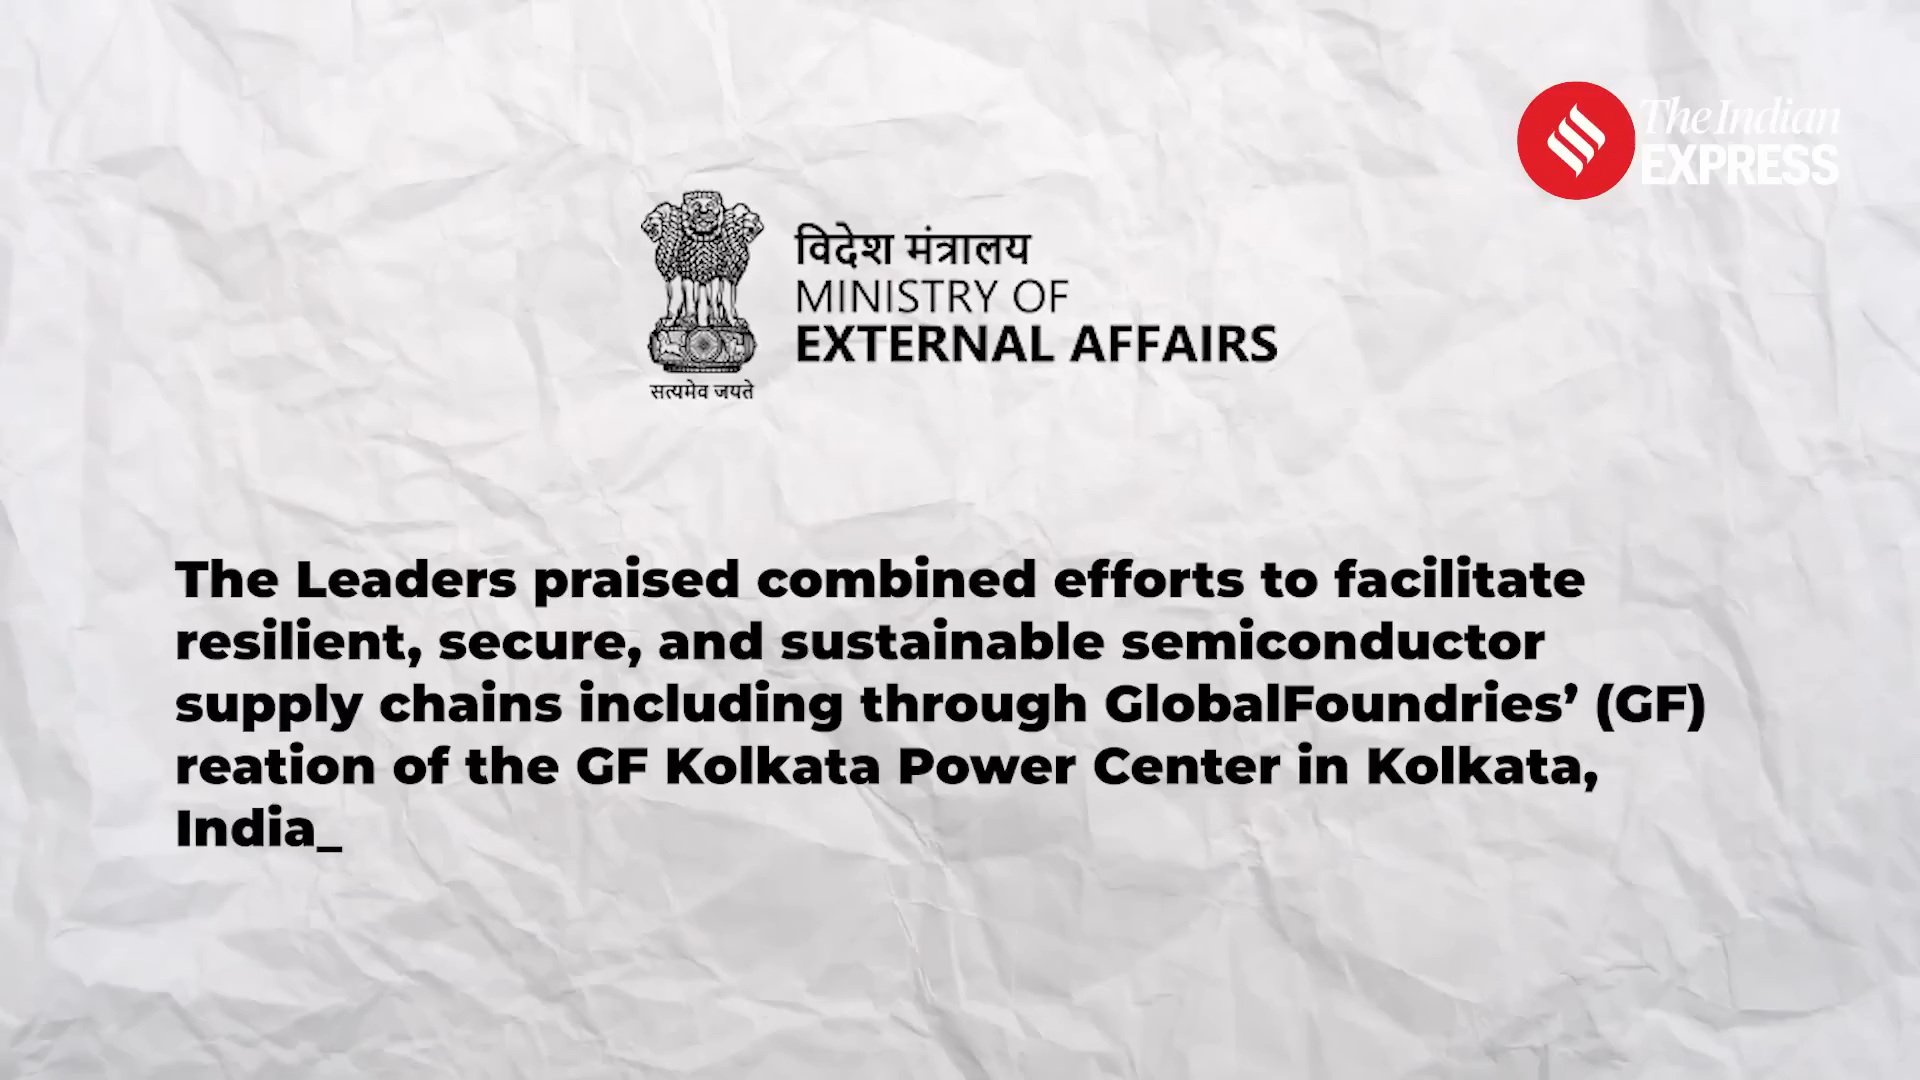 The Indian
EXPRESS
विदेश मंत्रालय
MINISTRY OF
EXTERNAL AFFAIRS
सत्यमेव जयते
The Leaders praised combined efforts to facilitate
resilient, secure, and sustainable semiconductor
supply chains including through GlobalFoundries’ (GF)
reation of the GF Kolkata Power Center in Kolkata,
India_